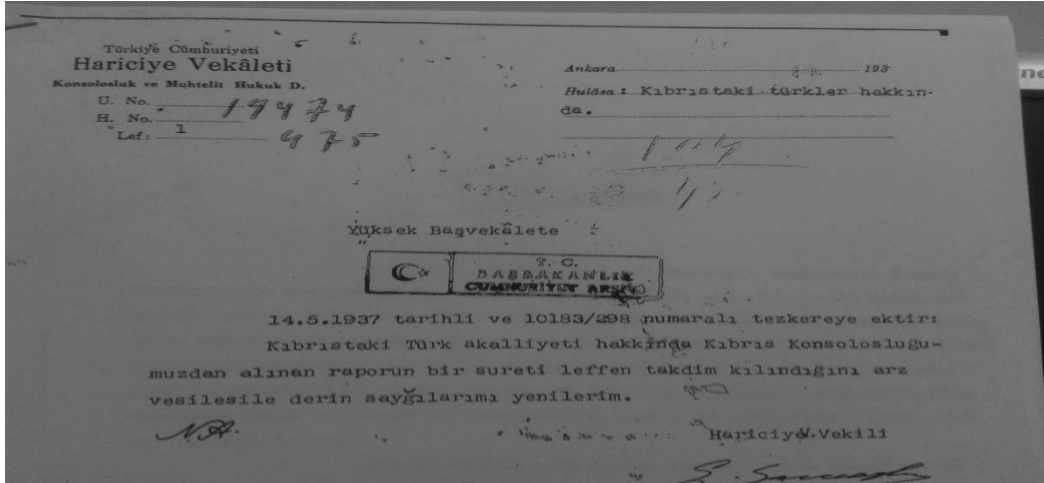 Türkiye Cümhuriyeti
Hariciye Vekâleti
Konsolosluk ve Muhtelit Hukuk D.
U. No. 19474
H. No. 475
Lef: 1
Ankara 193
Hulâsa: Kıbrıstaki türkler hakkın-
da.
Yüksek Başvekâlete
T. C.
BAŞBAKANLIK
CUMHURİYET ARŞİVİ
14.5.1937 tarihli ve 10183/298 numaralı tezkereye ektir:
Kıbrıstaki Türk akalliyeti hakkında Kıbrıs Konsolosluğu-
muzdan alınan raporun bir sureti leffen takdim kılındığını arz
vesilesile derin sayğılarımı yenilerim.
N.A.
Hariciye Vekili